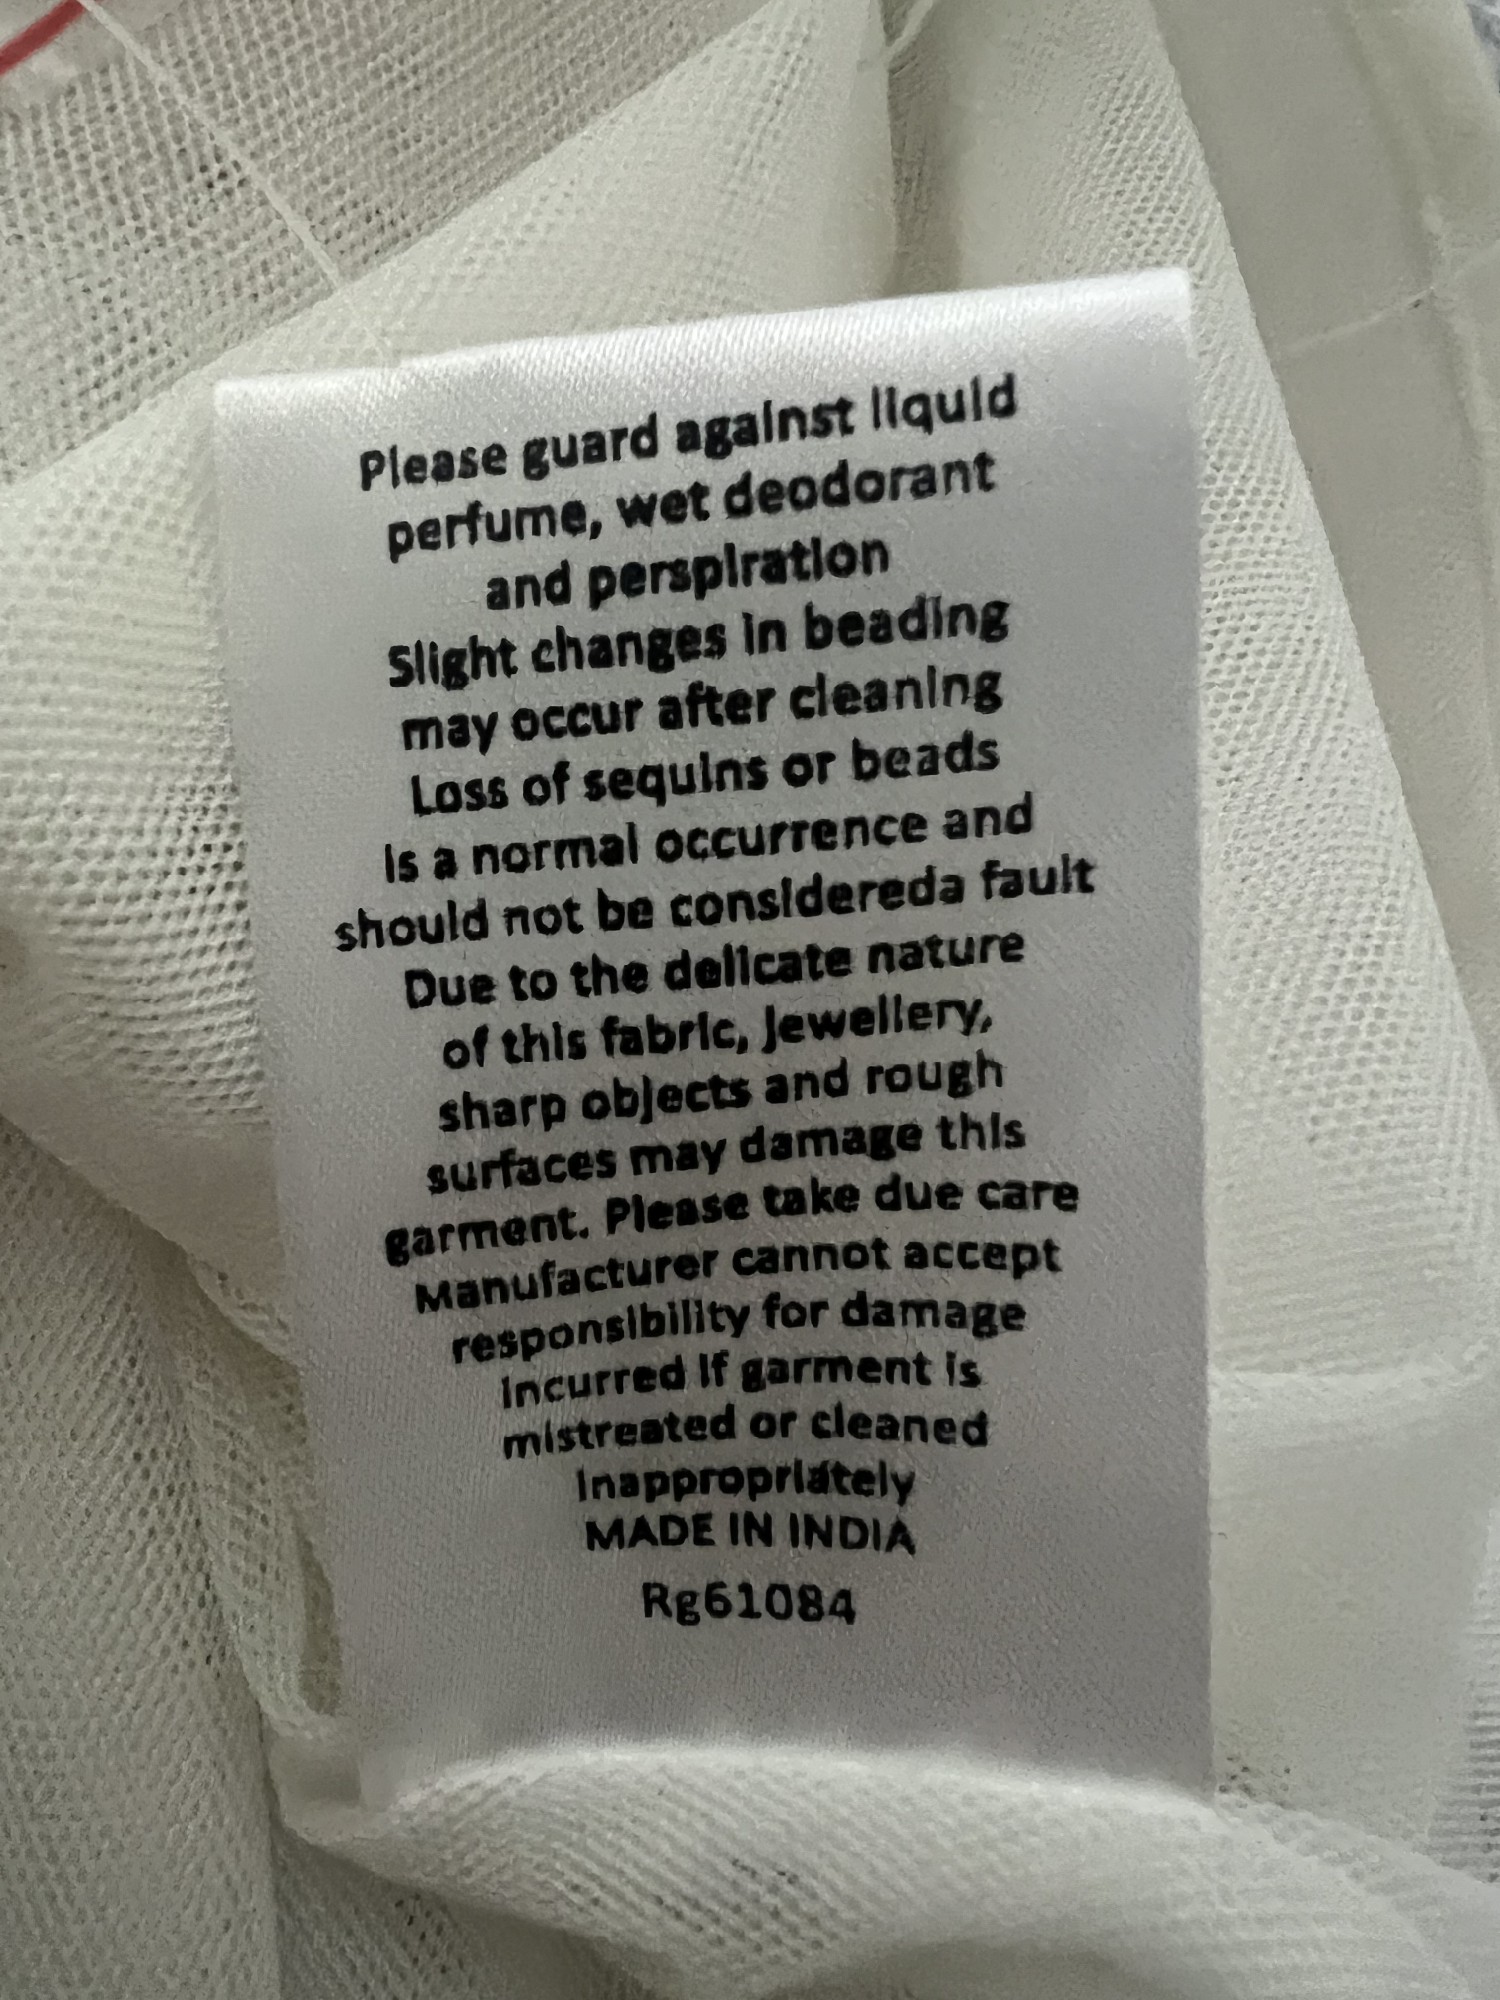 Please guard against liquid
perfume, wet deodorant
and perspiration
Slight changes in beading
may occur after cleaning
Loss of sequins or beads
is a normal occurrence and
should not be considereda fault
Due to the delicate nature
of this fabric, jewellery,
sharp objects and rough
surfaces may damage this
garment. Please take due care
Manufacturer cannot accept
responsibility for damage
incurred if garment is
mistreated or cleaned
inappropriately
MADE IN INDIA
Rg61084